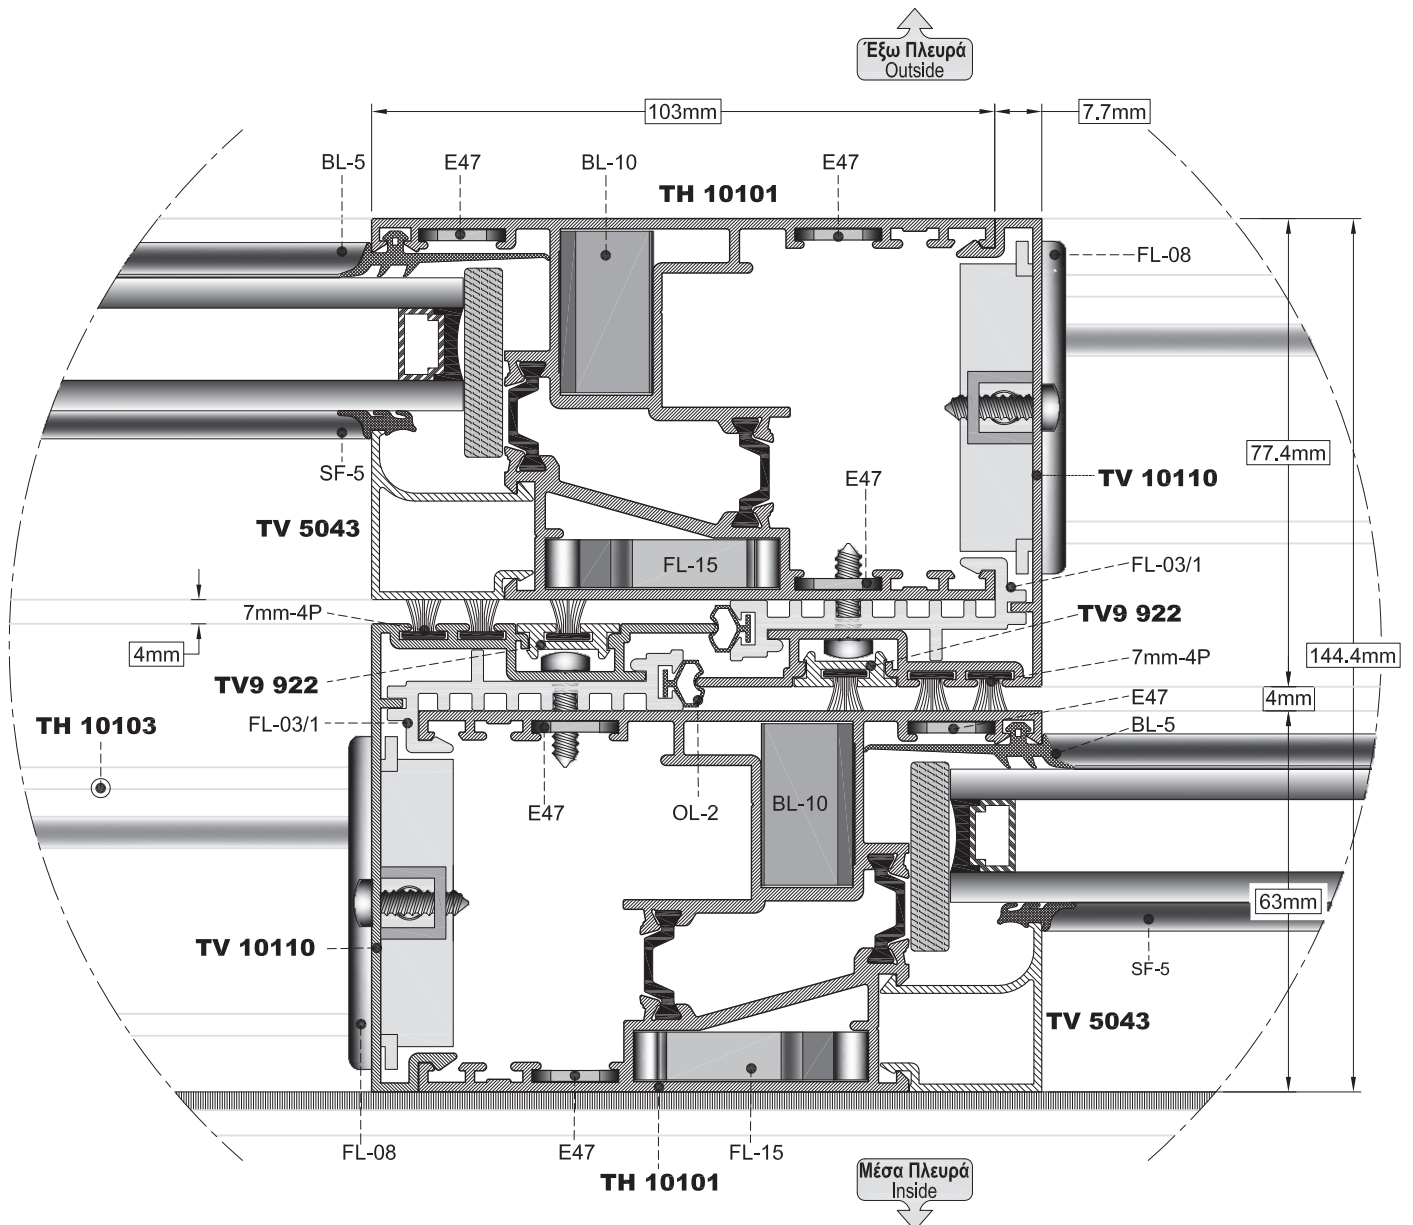 Έξω Πλευρά
Outside
103mm
7.7mm
BL-5
E47
BL-10
E47
TH 10101
FL-08
77.4mm
SF-5
E47
TV 10110
TV 5043
FL-15
FL-03/1
7mm-4P
TV9 922
4mm
144.4mm
7mm-4P
TV9 922
E47
4mm
FL-03/1
TH 10103
BL-5
E47
OL-2
BL-10
63mm
TV 10110
SF-5
TV 5043
FL-08
E47
FL-15
TH 10101
Μέσα Πλευρά
Inside